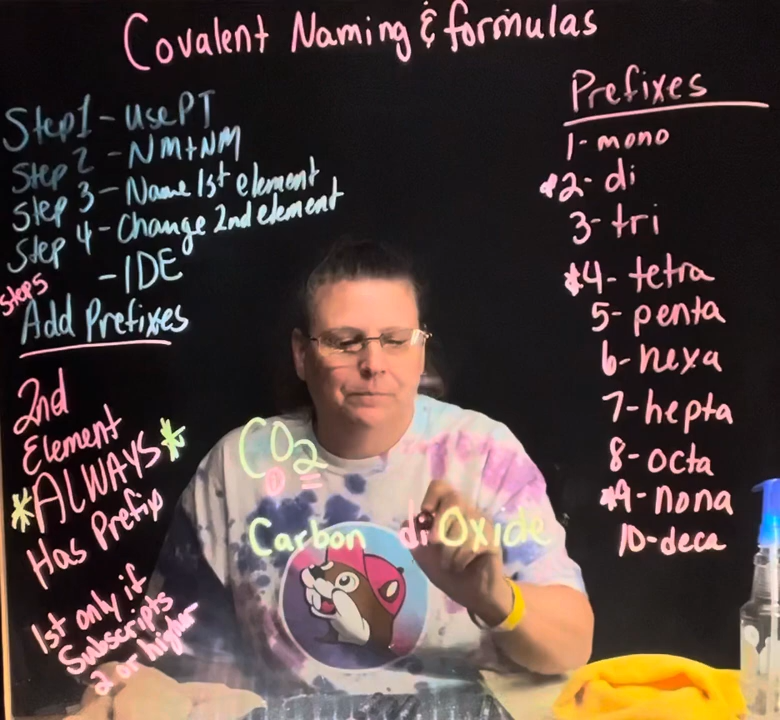 Covalent Naming & formulas
Step 1 - Use PT
Step 2 - NM+NM
Step 3 - Name 1st element
Step 4 - Change 2nd element
-IDE
Step 5
Add Prefixes
2nd
Element
*ALWAYS*
Has Prefix
1st only if
Subscripts
2 or higher
CO2
1
Carbon diOxide
Prefixes
1- mono
*2- di
3- tri
*4- tetra
5- penta
6- hexa
7- hepta
8- octa
*9- nona
10- deca